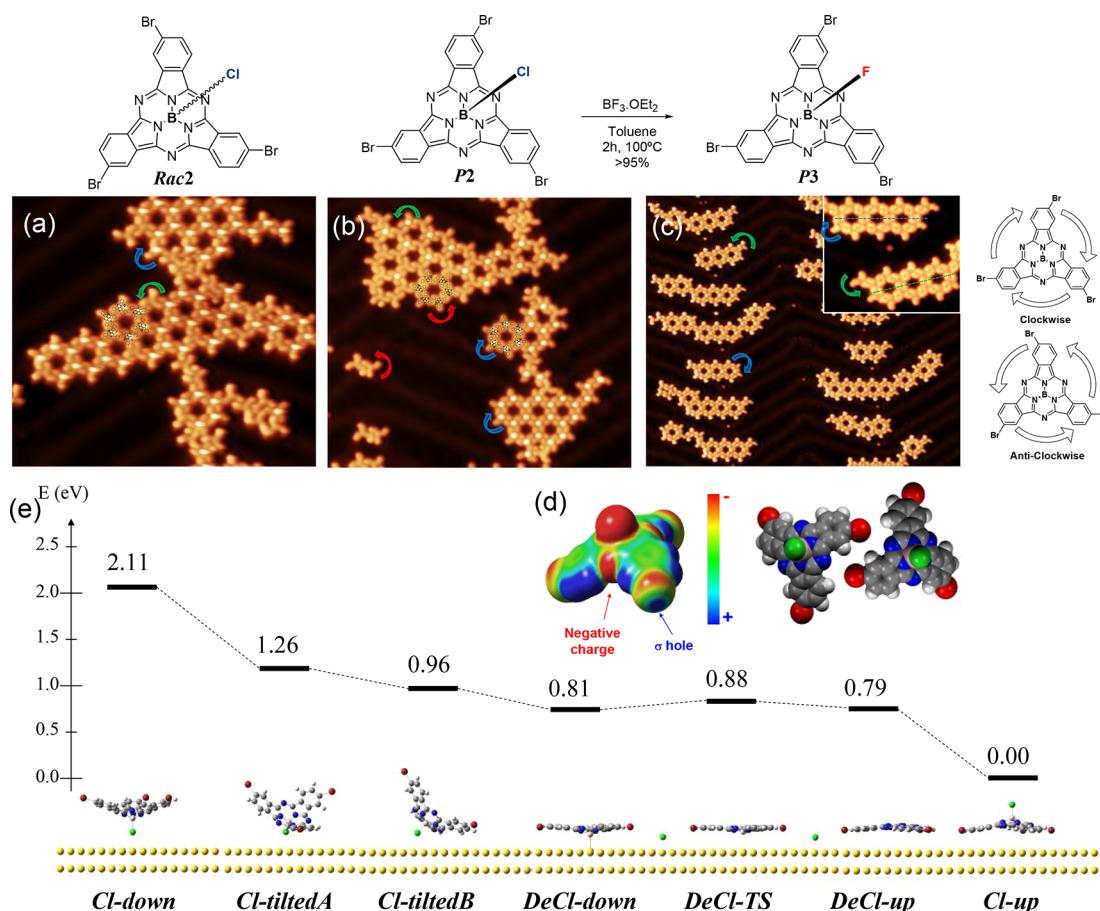 Br
Cl
N
N
N
N
B
N
N
Br
Br
Rac2
Br
Cl
N
N
N
N
B
N
N
Br
Br
P2
BF3.OEt2
Toluene
2h, 100ºC
>95%
Br
F
N
N
N
N
B
N
N
Br
Br
P3
(a)
(b)
(c)
Br
N
N
N
B
N
N
N
Br
Br
Clockwise
Br
N
N
N
B
N
N
N
Br
Anti-Clockwise
(e)
E (eV)
2.5
2.0
1.5
1.0
0.5
0.0
2.11
1.26
0.96
0.81
0.88
0.79
0.00
(d)
-
+
Negative
charge
σ hole
Cl-down
Cl-tiltedA
Cl-tiltedB
DeCl-down
DeCl-TS
DeCl-up
Cl-up